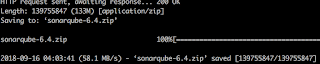 HTTP request sent, awaiting response... 200 OK
Length: 139755847 (133M) [application/zip]
Saving to: ‘sonarqube-6.4.zip’
sonarqube-6.4.zip 100%[
2018-09-16 04:03:41 (58.1 MB/s) - ‘sonarqube-6.4.zip’ saved [139755847/139755847]